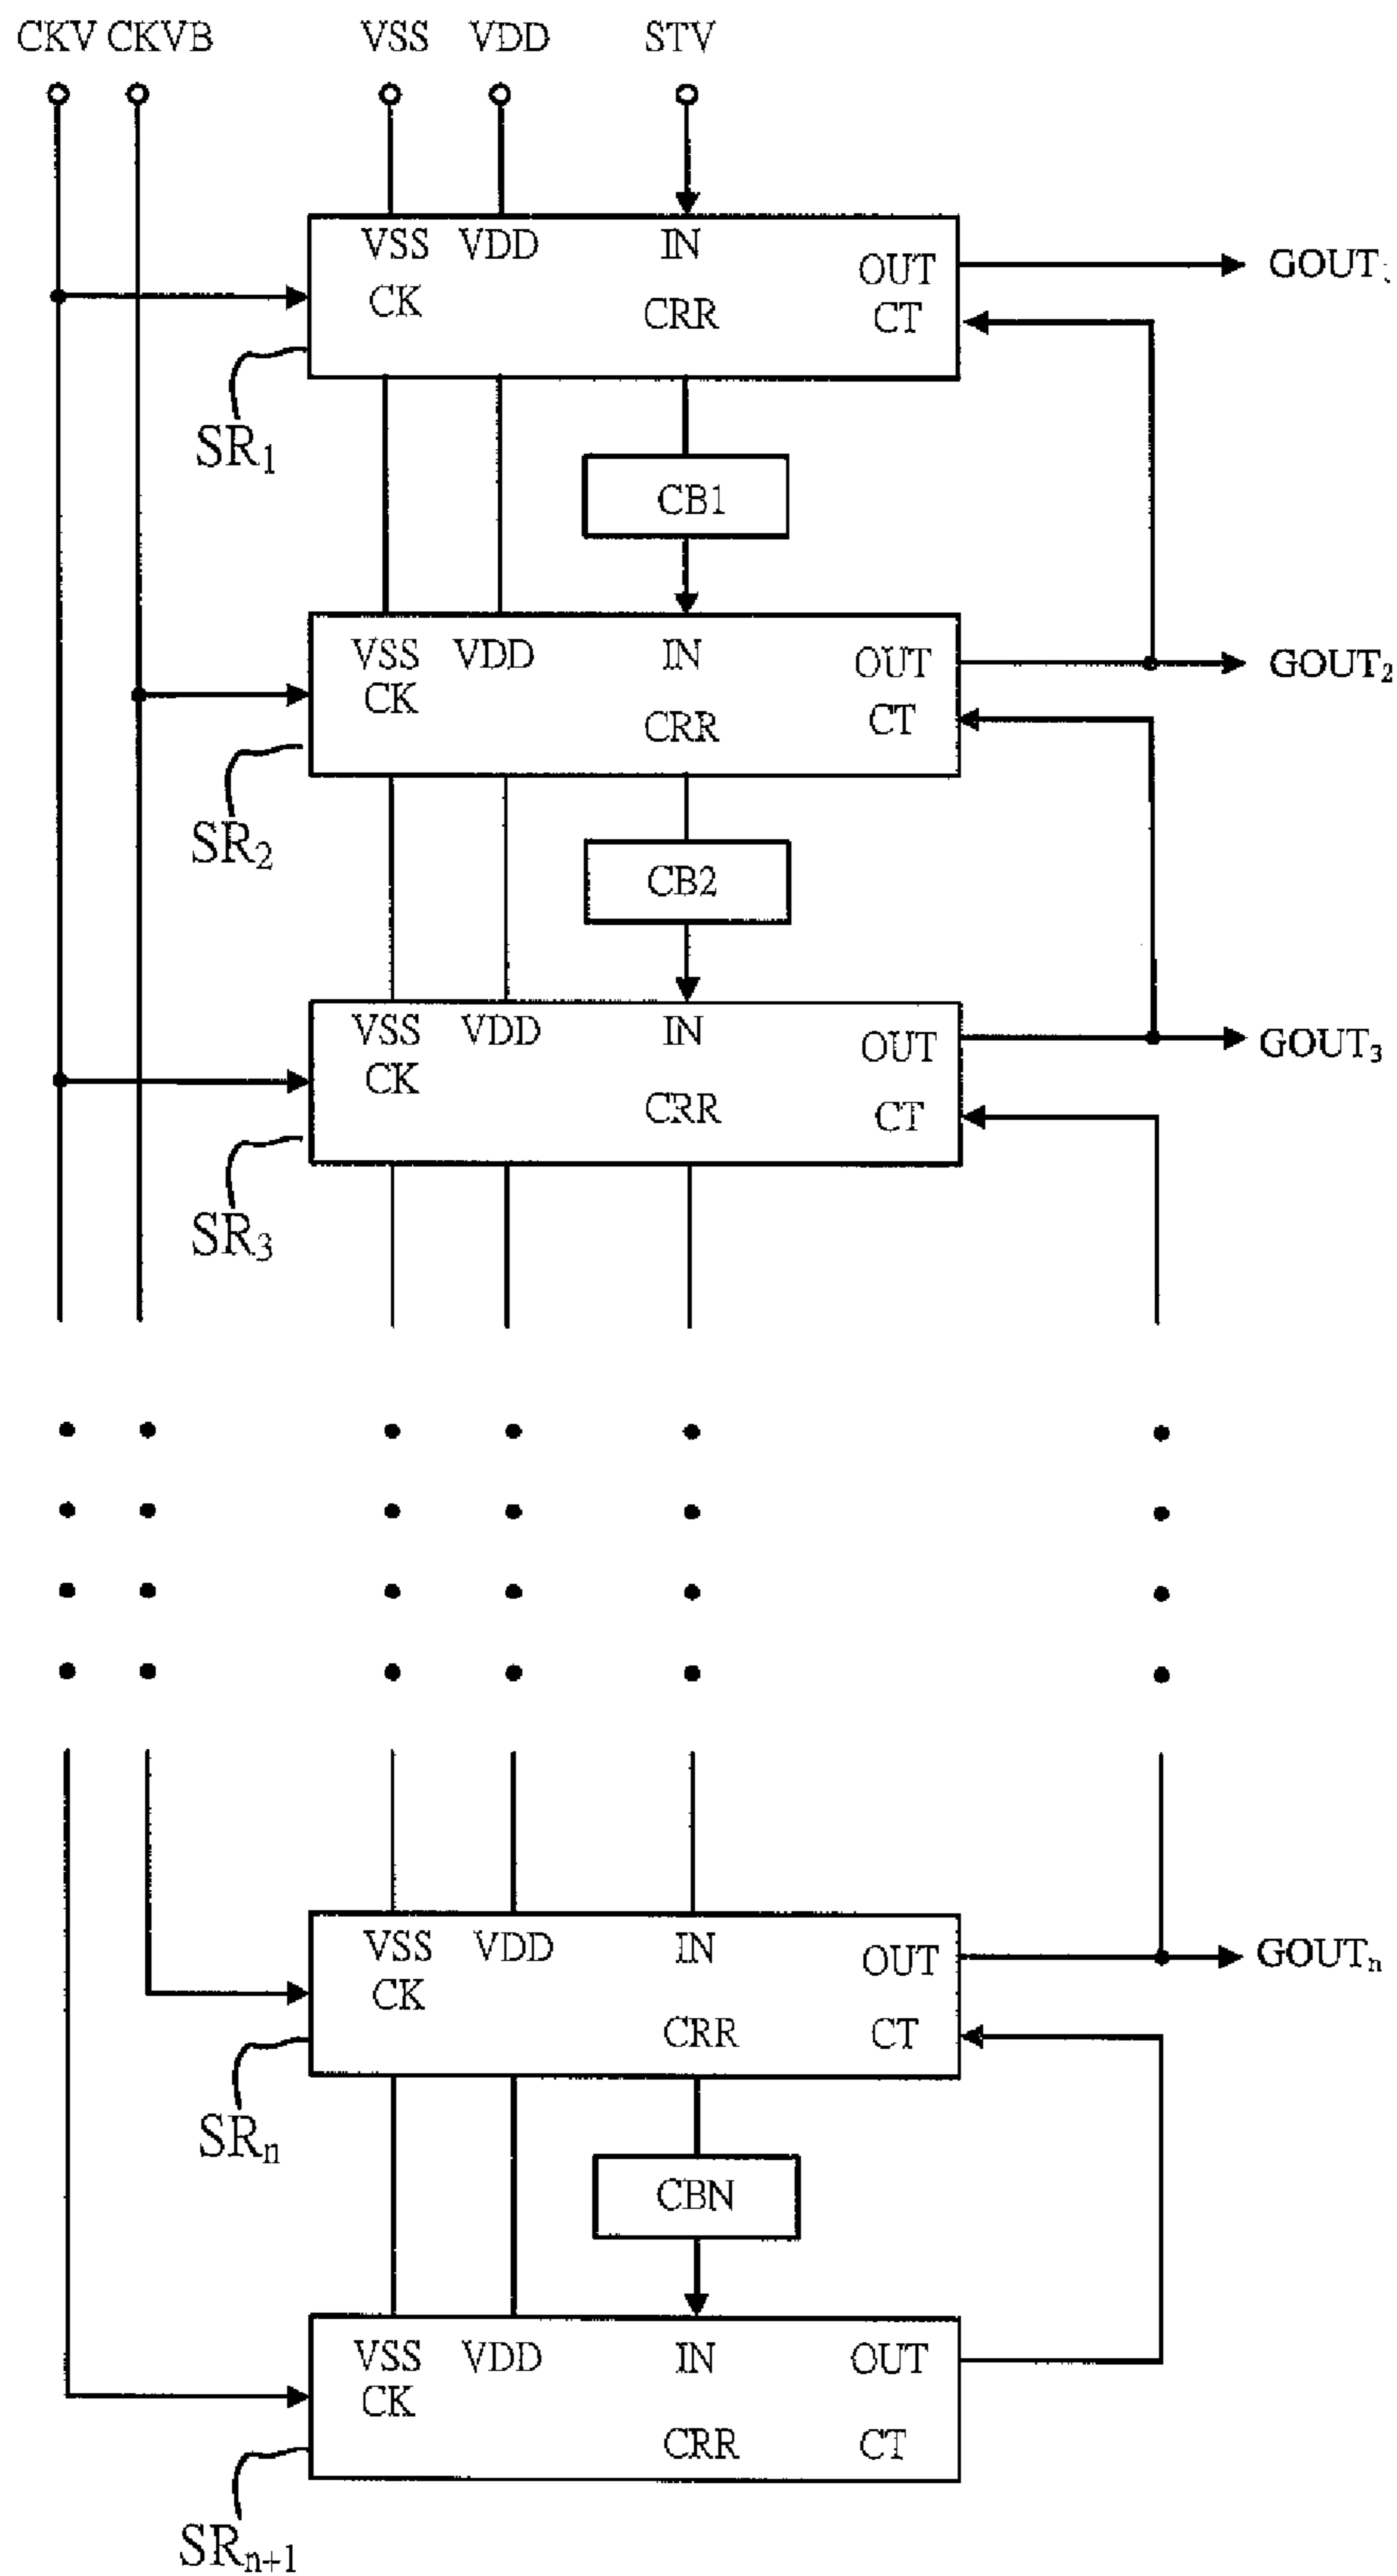 CKV CKVB VSS VDD STV
VSS VDD IN
OUT
GOUT
CK CRR CT
SR1
CB1
VSS VDD IN OUT
GOUT2
CK CRR CT
SR2
CB2
VSS VDD IN OUT
GOUT3
CK CRR CT
SR3
VSS VDD IN OUT
GOUTn
CK CRR CT
SRn
CBN
VSS VDD IN OUT
CK CRR CT
SRn+1